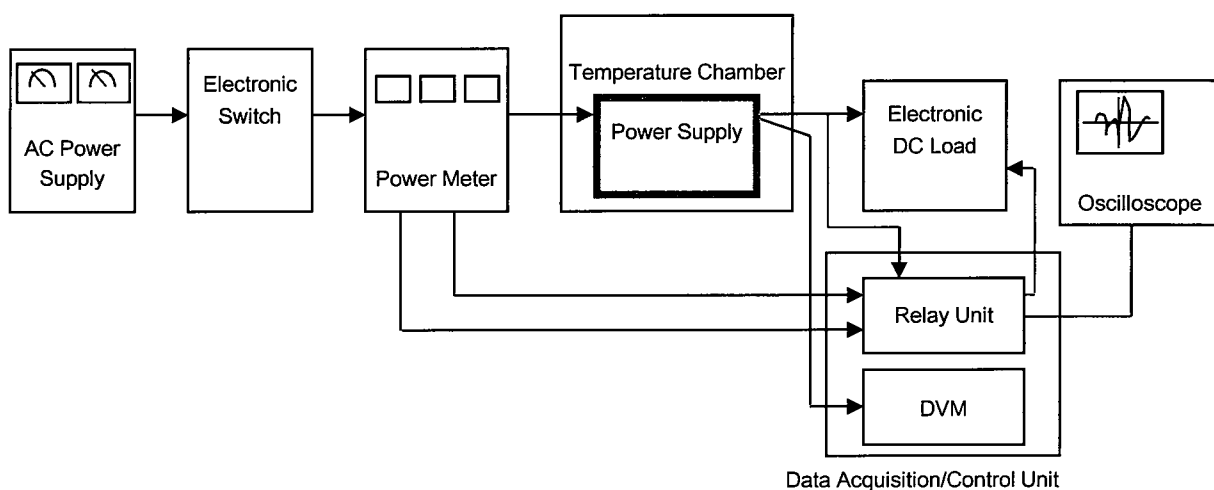 AC Power
Supply
Electronic
Switch
Power Meter
Temperature Chamber
Power Supply
Electronic
DC Load
Oscilloscope
Relay Unit
DVM
Data Acquisition/Control Unit